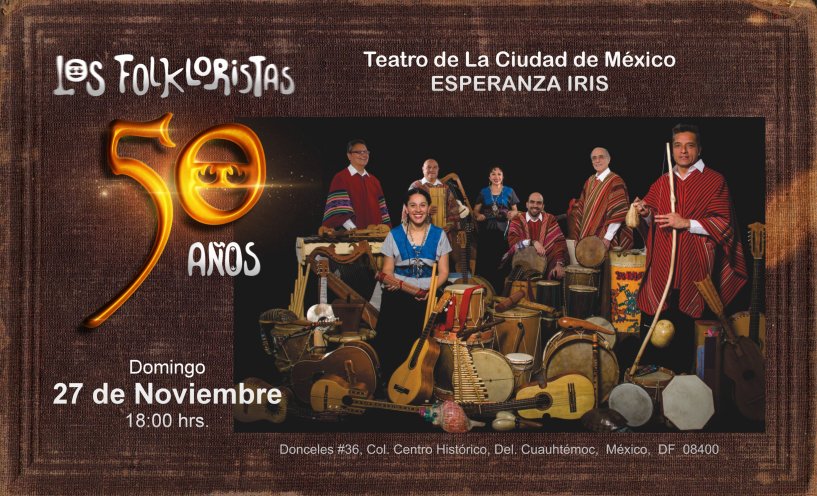 LOS FOLKLORISTAS
Teatro de La Ciudad de México
ESPERANZA IRIS
50
AÑOS
Domingo
27 de Noviembre
18:00 hrs.
Donceles #36, Col. Centro Histórico, Del. Cuauhtémoc, México, DF 08400